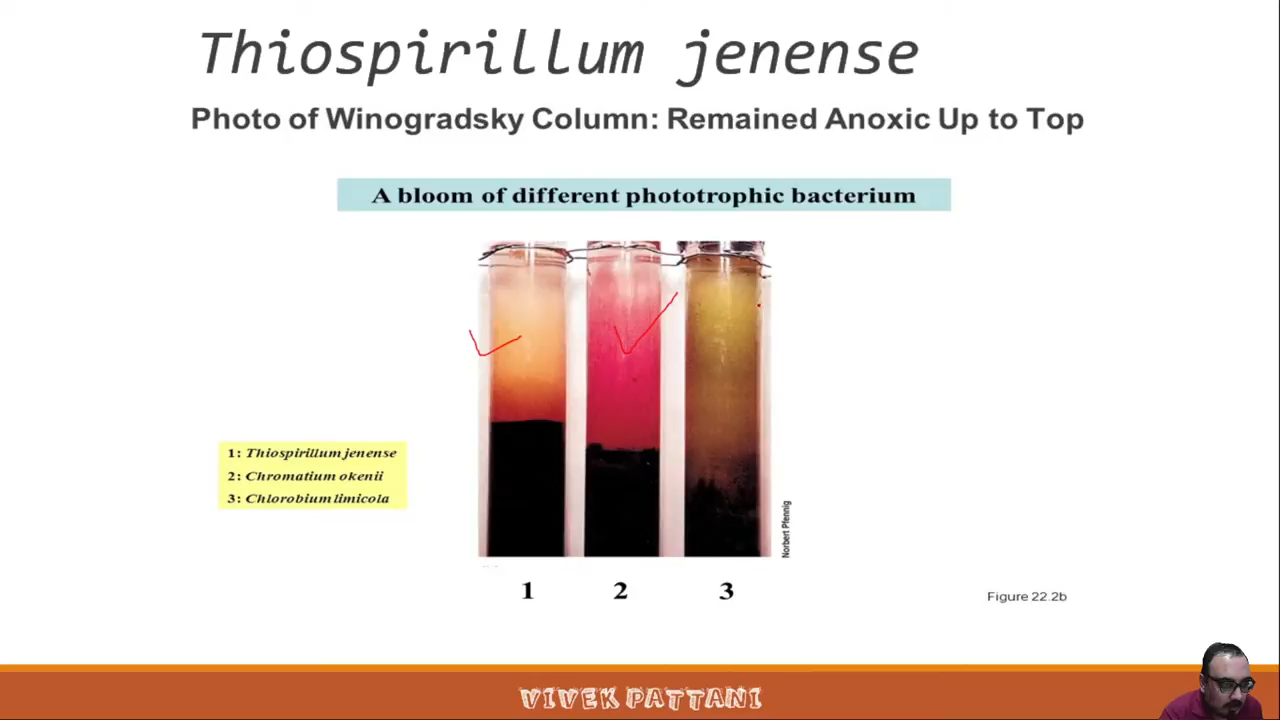 Thiospirillum jenense
Photo of Winogradsky Column: Remained Anoxic Up to Top
A bloom of different phototrophic bacterium
1: Thiospirillum jenense
2: Chromatium okenii
3: Chlorobium limicola
Norbert Pfennig
1 2 3
Figure 22.2b
VIVEK PATTANI